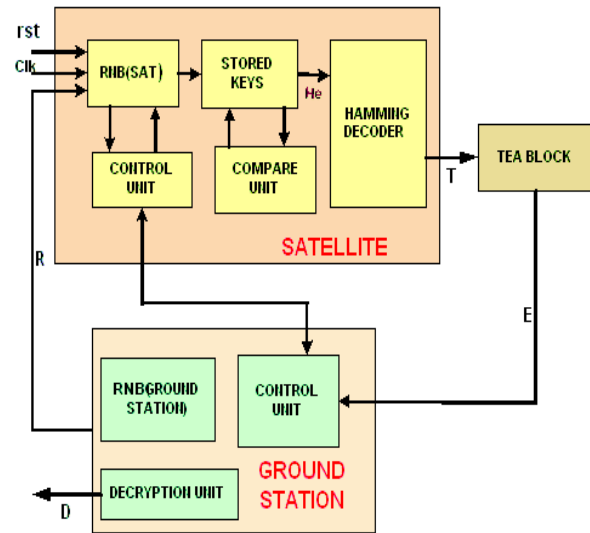 rst
Clk
RNB(SAT)
STORED
KEYS
He
HAMMING
DECODER
CONTROL
UNIT
COMPARE
UNIT
T
TEA BLOCK
SATELLITE
R
E
RNB(GROUND
STATION)
CONTROL
UNIT
GROUND
STATION
DECRYPTION UNIT
D